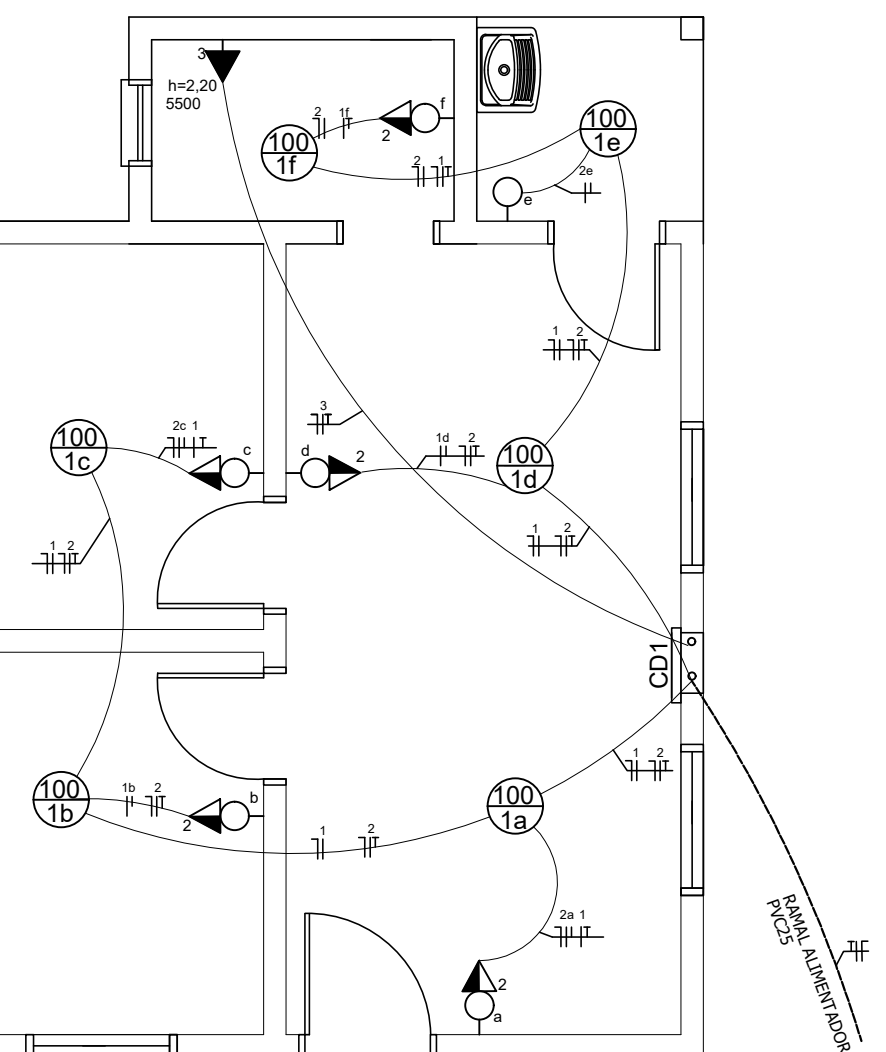 3
h=2,20
5500
2 1f
f
2
100
1f
100
1e
2 1
2e
e
1 2
3
1d 2
2c 1
c
d
2
100
1c
100
1d
1 2
1 2
CD1
1 2
100
1b
1b 2
b
2
100
1a
1 2
2a 1
2
a
RAMAL ALIMENTADOR
PVC25